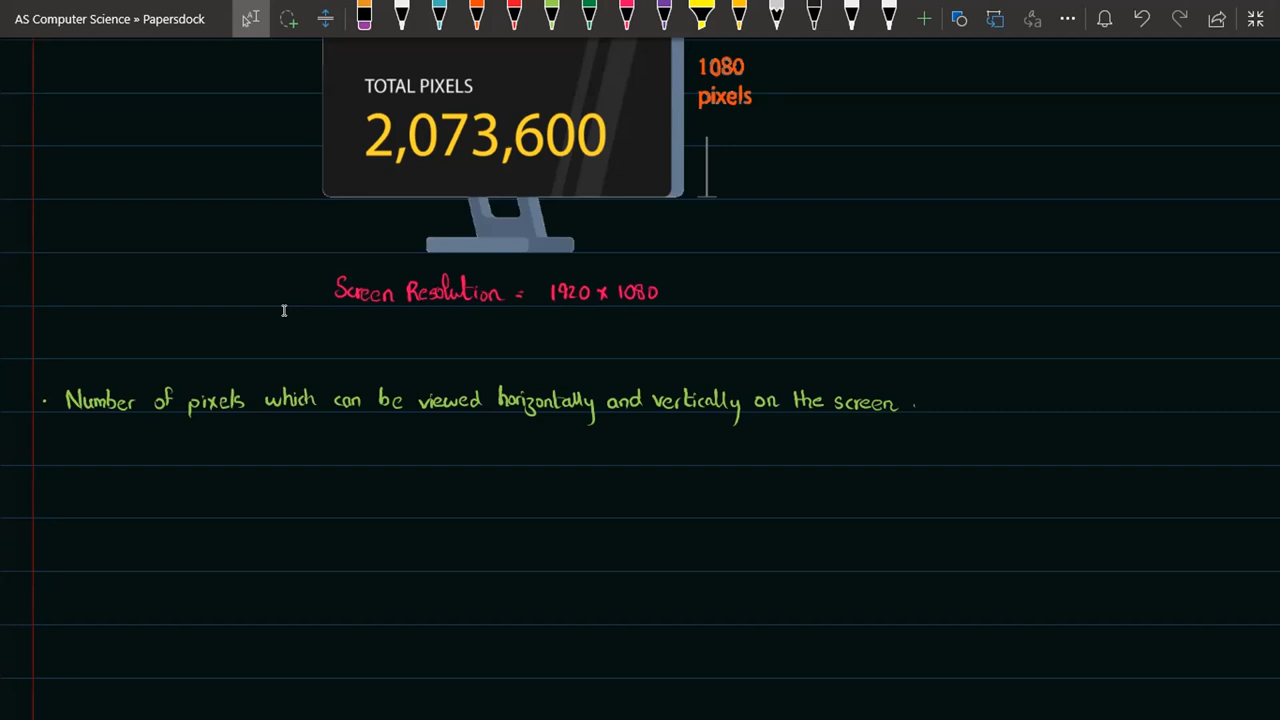 AS Computer Science » Papersdock
1080
pixels
TOTAL PIXELS
2,073,600
Screen Resolution = 1920 x 1080
· Number of pixels which can be viewed horizontally and vertically on the screen .